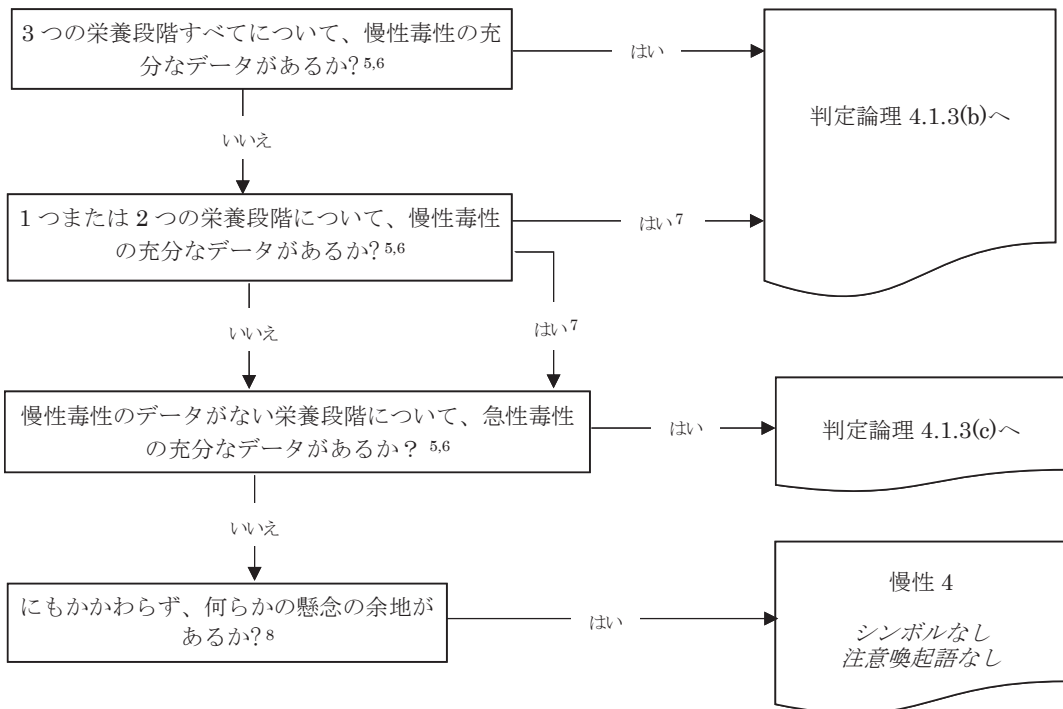 3 つの栄養段階すべてについて、慢性毒性の充
分なデータがあるか? 5,6
はい
判定論理 4.1.3(b)へ
いいえ
1 つまたは 2 つの栄養段階について、慢性毒性
の充分なデータがあるか?5,6
はい 7
いいえ
はい 7
慢性毒性のデータがない栄養段階について、急性毒性
の充分なデータがあるか？ 5,6
はい
判定論理 4.1.3(c)へ
いいえ
にもかかわらず、何らかの懸念の余地が
あるか?8
はい
慢性 4
シンボルなし
注意喚起語なし